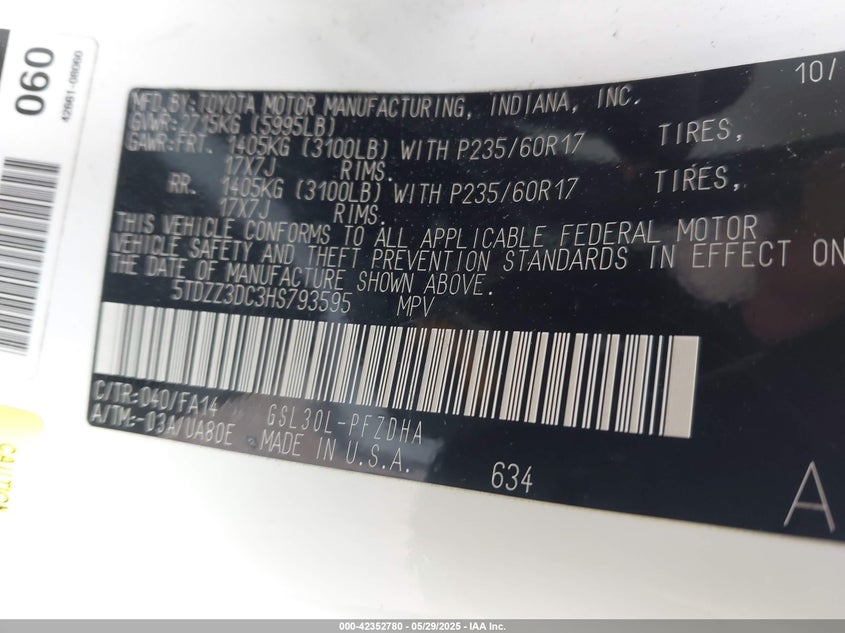 060
42661-08060
10/
MFD.BY:TOYOTA MOTOR MANUFACTURING, INDIANA, INC.
GVWR:2715KG (5995LB)
GAWR:FRT. 1405KG (3100LB) WITH P235/60R17 TIRES,
17X7J RIMS.
RR. 1405KG (3100LB) WITH P235/60R17 TIRES,
17X7J RIMS.
THIS VEHICLE CONFORMS TO ALL APPLICABLE FEDERAL MOTOR
VEHICLE SAFETY AND THEFT PREVENTION STANDARDS IN EFFECT ON
THE DATE OF MANUFACTURE SHOWN ABOVE.
5TDZZ3DC3HS793595 MPV
C/TR:040/FA14 GSL30L-PFZDHA
A/TM:-03A/UA80E MADE IN U.S.A.
634
A
CAUTION
000-42352780 - 05/29/2025 - IAA Inc.